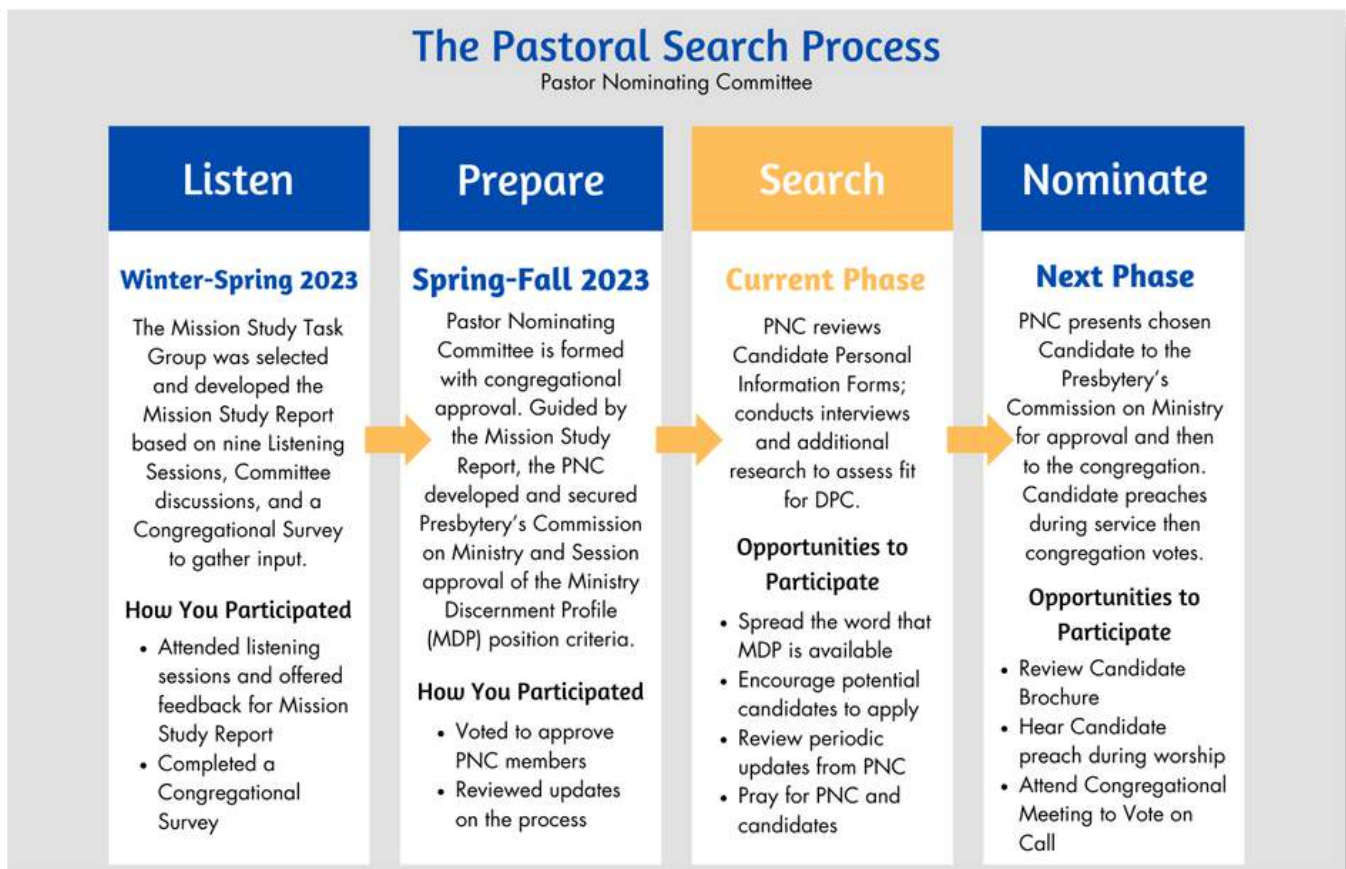 The Pastoral Search Process
Pastor Nominating Committee
Listen
Winter-Spring 2023
The Mission Study Task
Group was selected
and developed the
Mission Study Report
based on nine Listening
Sessions, Committee
discussions, and a
Congregational Survey
to gather input.
How You Participated
• Attended listening
sessions and offered
feedback for Mission
Study Report
• Completed a
Congregational
Survey
Prepare
Spring-Fall 2023
Pastor Nominating
Committee is formed
with congregational
approval. Guided by
the Mission Study
Report, the PNC
developed and secured
Presbytery's Commission
on Ministry and Session
approval of the Ministry
Discernment Profile
(MDP) position criteria.
How You Participated
• Voted to approve
PNC members
• Reviewed updates
on the process
Search
Current Phase
PNC reviews
Candidate Personal
Information Forms;
conducts interviews
and additional
research to assess fit
for DPC.
Opportunities to
Participate
• Spread the word that
MDP is available
• Encourage potential
candidates to apply
• Review periodic
updates from PNC
• Pray for PNC and
candidates
Nominate
Next Phase
PNC presents chosen
Candidate to the
Presbytery's
Commission on Ministry
for approval and then
to the congregation.
Candidate preaches
during service then
congregation votes.
Opportunities to
Participate
• Review Candidate
Brochure
• Hear Candidate
preach during worship
• Attend Congregational
Meeting to Vote on
Call